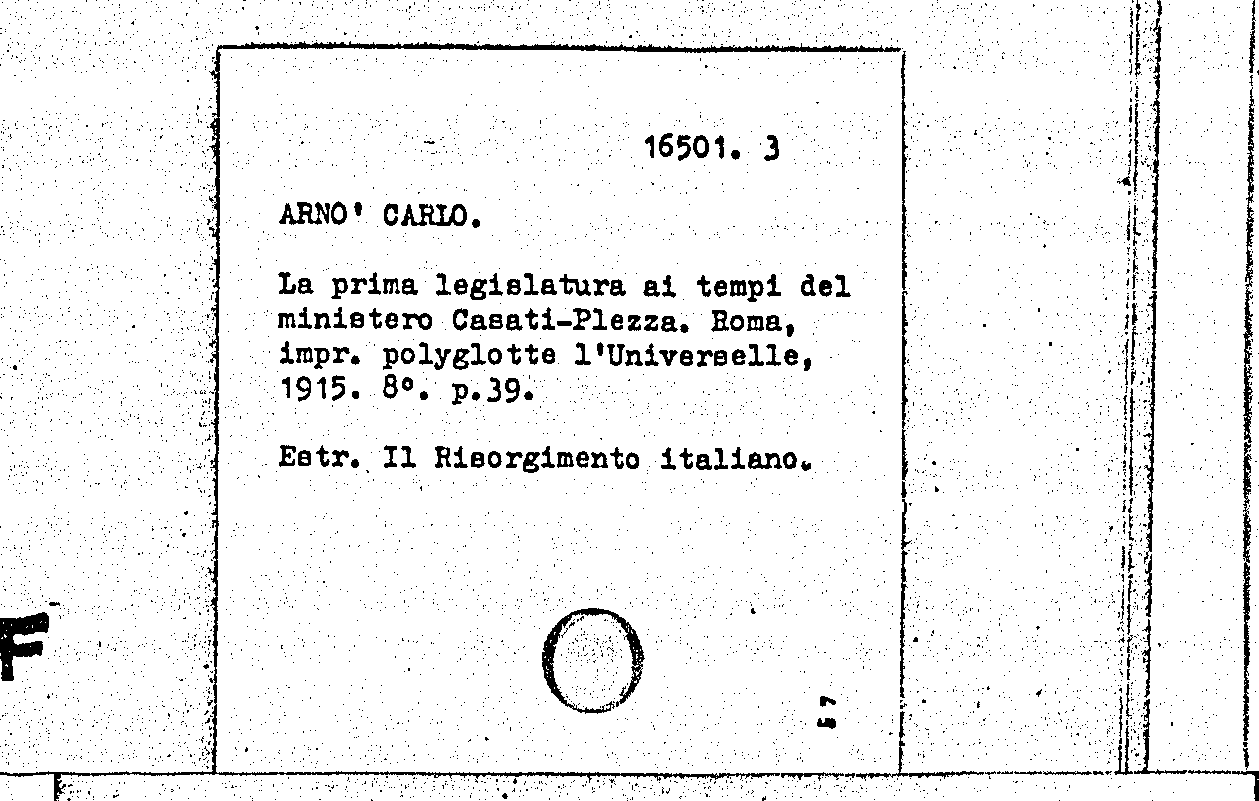 16501. 3
ARNO' CARLO.
La prima legislatura ai tempi del
ministero Casati-Plezza. Roma,
impr. polyglotte l'Universelle,
1915. 8º. p.39.
Estr. Il Risorgimento italiano.
F